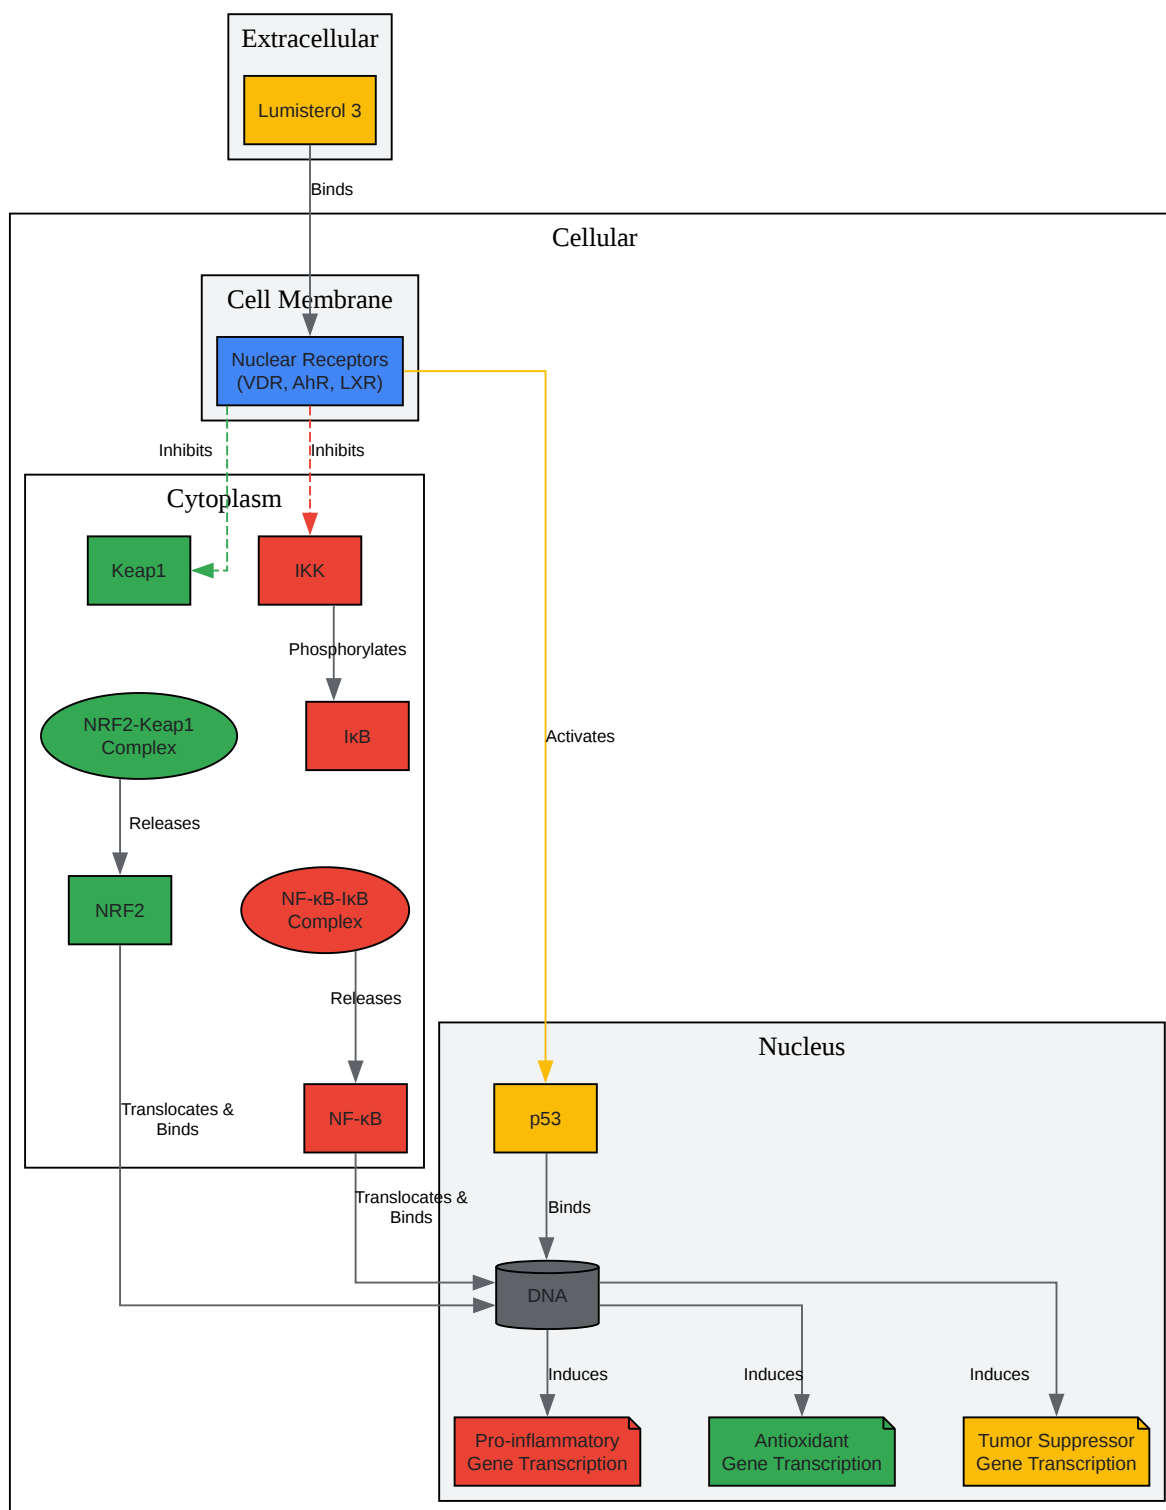 Extracellular
Lumisterol 3
Binds
Cellular
Cell Membrane
Nuclear Receptors
(VDR, AhR, LXR)
Inhibits
Inhibits
Cytoplasm
Keap1
IKK
Phosphorylates
NRF2-Keap1
Complex
IκB
Activates
Releases
NRF2
NF-κB-IκB
Complex
Releases
Nucleus
Translocates &
Binds
NF-κB
p53
Translocates &
Binds
Binds
DNA
Induces
Induces
Induces
Pro-inflammatory
Gene Transcription
Antioxidant
Gene Transcription
Tumor Suppressor
Gene Transcription